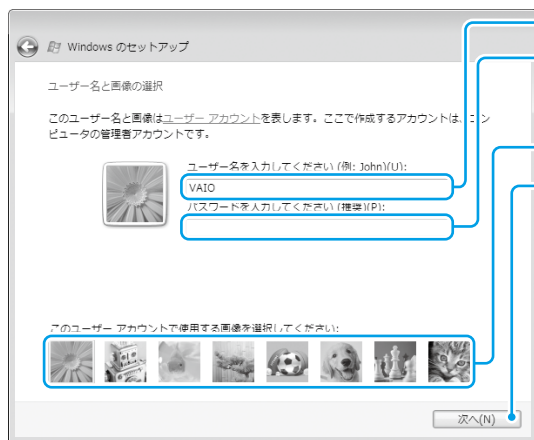 Windows のセットアップ
ユーザー名と画像の選択
このユーザー名と画像はユーザー アカウントを表します。ここで作成するアカウントは、コン
ピュータの管理者アカウントです。
ユーザー名を入力してください (例: John)(U):
VAIO
パスワードを入力してください (推奨)(P):
このユーザー アカウントで使用する画像を選択してください:
次へ(N)